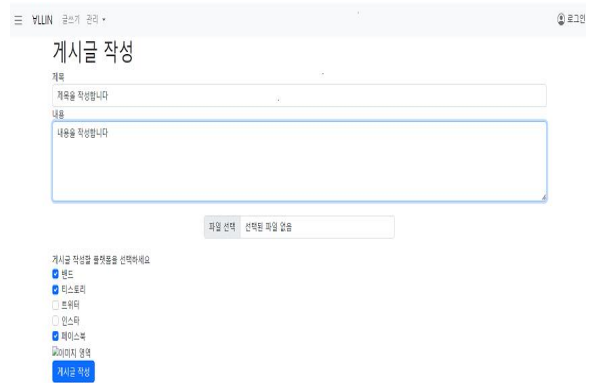 ∀LLIN 글쓰기 관리 로그인
게시글 작성
제목
제목을 작성합니다
내용
내용을 작성합니다
파일 선택 선택된 파일 없음
게시글 작성할 플랫폼을 선택하세요
밴드
티스토리
트위터
인스타
페이스북
이미지 영역
게시글 작성